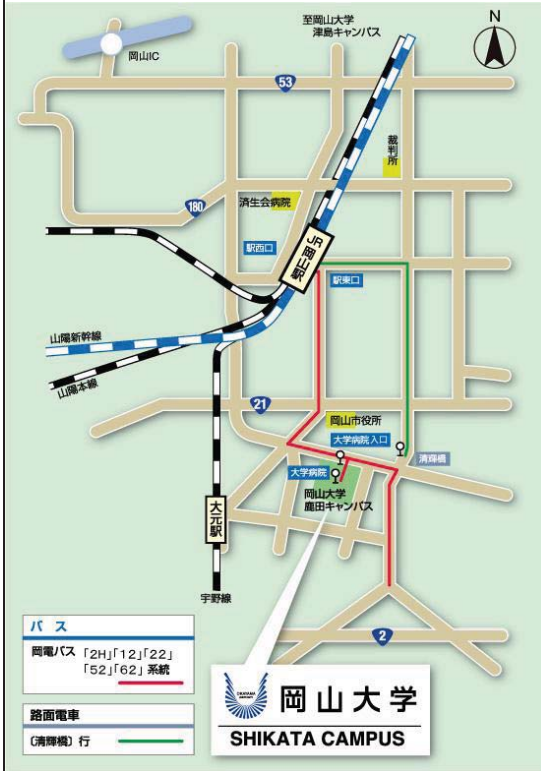 N
至岡山大学
津島キャンパス
岡山IC
53
裁判所
済生会病院
180
駅西口
JR岡山駅
駅東口
山陽新幹線
山陽本線
21
岡山市役所
大学病院入口
清輝橋
大学病院
岡山大学
鹿田キャンパス
大元駅
宇野線
2
バス
岡電バス 「2H」「12」「22」
「52」「62」 系統
路面電車
〔清輝橋〕行
岡山大学
SHIKATA CAMPUS